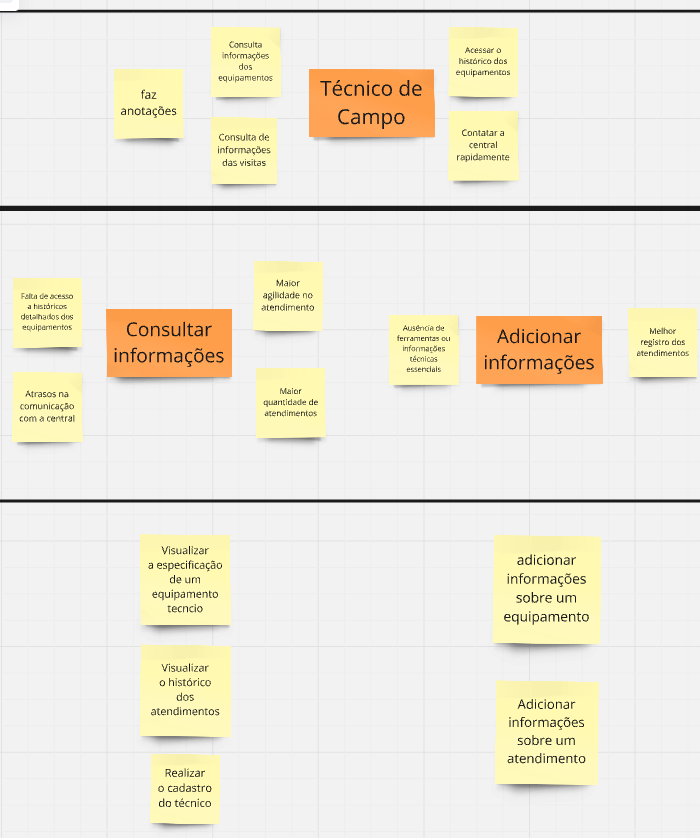 faz
anotações
Consulta
informações
dos
equipamentos
Consulta de
informações
das visitas
Técnico de
Campo
Acessar o
histórico dos
equipamentos
Contatar a
central
rapidamente
Falta de acesso
a históricos
detalhados dos
equipamentos
Atrasos na
comunicação
com a central
Consultar
informações
Maior
agilidade no
atendimento
Maior
quantidade de
atendimentos
Ausência de
ferramentas ou
informações
técnicas
essenciais
Adicionar
informações
Melhor
registro dos
atendimentos
Visualizar
a especificação
de um
equipamento
tecncio
Visualizar
o histórico
dos
atendimentos
Realizar
o cadastro
do técnico
adicionar
informações
sobre um
equipamento
Adicionar
informações
sobre um
atendimento